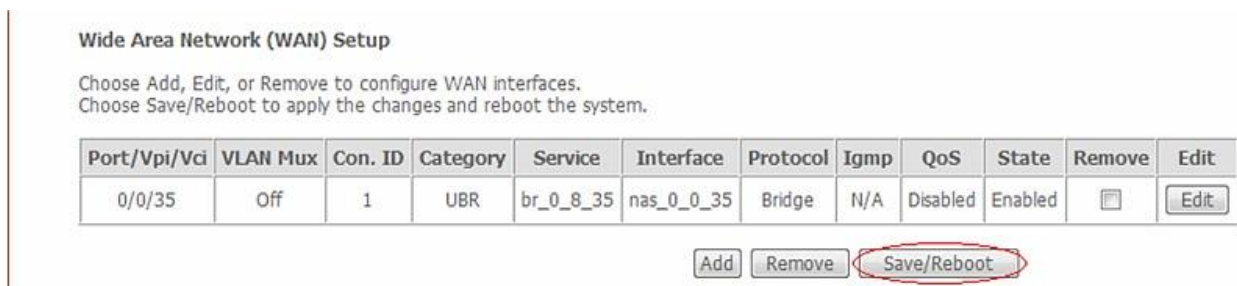 Wide Area Network (WAN) Setup
Choose Add, Edit, or Remove to configure WAN interfaces.
Choose Save/Reboot to apply the changes and reboot the system.
Port/Vpi/Vci VLAN Mux Con. ID Category Service Interface Protocol Igmp QoS State Remove Edit
0/0/35 Off 1 UBR br_0_8_35 nas_0_0_35 Bridge N/A Disabled Enabled Edit
Add Remove Save/Reboot